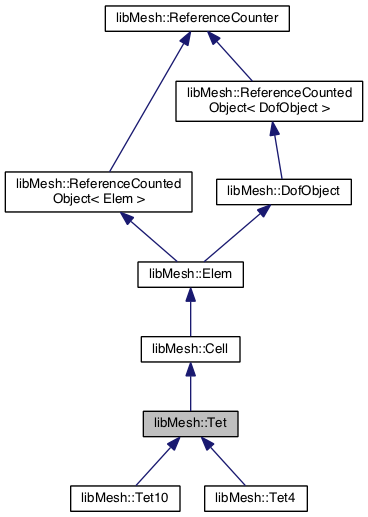 libMesh::ReferenceCounter
libMesh::ReferenceCounted
Object< DofObject >
libMesh::ReferenceCounted
Object< Elem >
libMesh::DofObject
libMesh::Elem
libMesh::Cell
libMesh::Tet
libMesh::Tet10
libMesh::Tet4